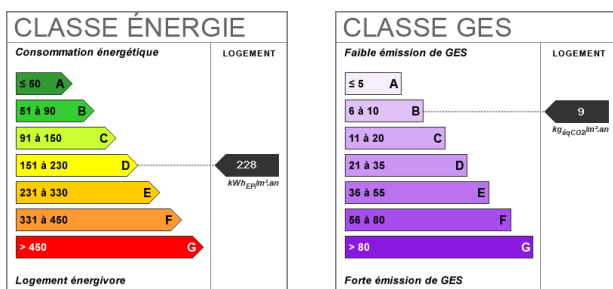 CLASSE ÉNERGIE
Consommation énergétique
LOGEMENT
≤ 50 A
51 à 90 B
91 à 150 C
151 à 230 D
228
kWhEP/m².an
231 à 330 E
331 à 450 F
> 450 G
Logement énergivore
CLASSE GES
Faible émission de GES
LOGEMENT
≤ 5 A
6 à 10 B
9
kgéqCO2/m².an
11 à 20 C
21 à 35 D
36 à 55 E
56 à 80 F
> 80 G
Forte émission de GES